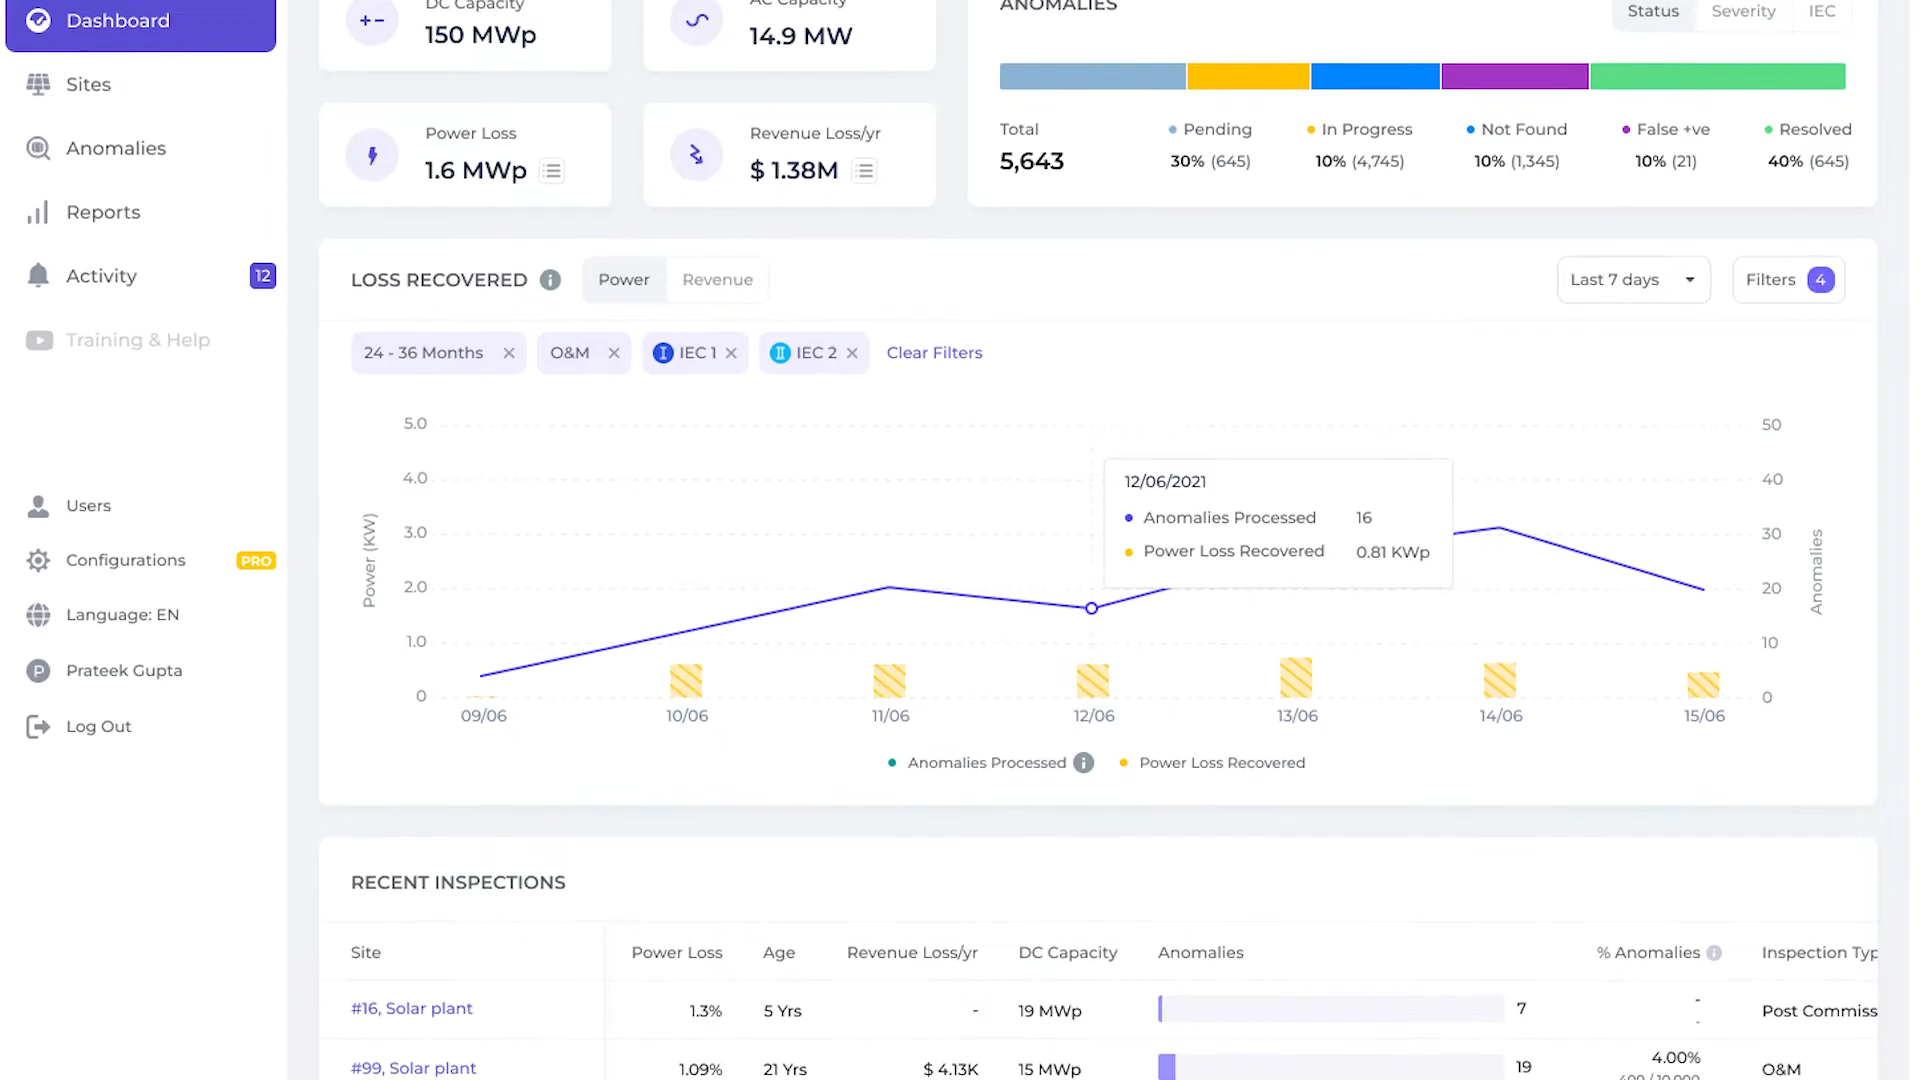 Dashboard
Sites
Anomalies
Reports
Activity 12
Training & Help
Users
Configurations PRO
Language: EN
P Prateek Gupta
Log Out
DC Capacity
150 MWp
AC Capacity
14.9 MW
Power Loss
1.6 MWp
Revenue Loss/yr
$ 1.38M
ANOMALIES
Status Severity IEC
Total
5,643
Pending
30% (645)
In Progress
10% (4,745)
Not Found
10% (1,345)
False +ve
10% (21)
Resolved
40% (645)
LOSS RECOVERED i Power Revenue
Last 7 days Filters 4
24 - 36 Months × O&M × I IEC 1 × II IEC 2 × Clear Filters
Power (KW)
5.0
4.0
3.0
2.0
1.0
0
12/06/2021
Anomalies Processed 16
Power Loss Recovered 0.81 KWp
50
40
30
20
10
0
Anomalies
09/06 10/06 11/06 12/06 13/06 14/06 15/06
Anomalies Processed i Power Loss Recovered
RECENT INSPECTIONS
Site Power Loss Age Revenue Loss/yr DC Capacity Anomalies % Anomalies i Inspection Typ
#16, Solar plant 1.3% 5 Yrs - 19 MWp 7 - - Post Commiss
#99, Solar plant 1.09% 21 Yrs $ 4.13K 15 MWp 19 4.00% O&M
400 / 10,000